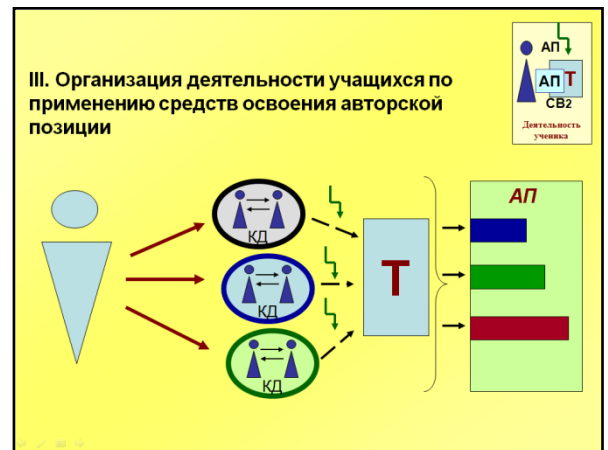 III. Организация деятельности учащихся по
применению средств освоения авторской
позиции
АП
АП Т
СВ2
Деятельность
ученика
КД
КД
КД
Т
АП